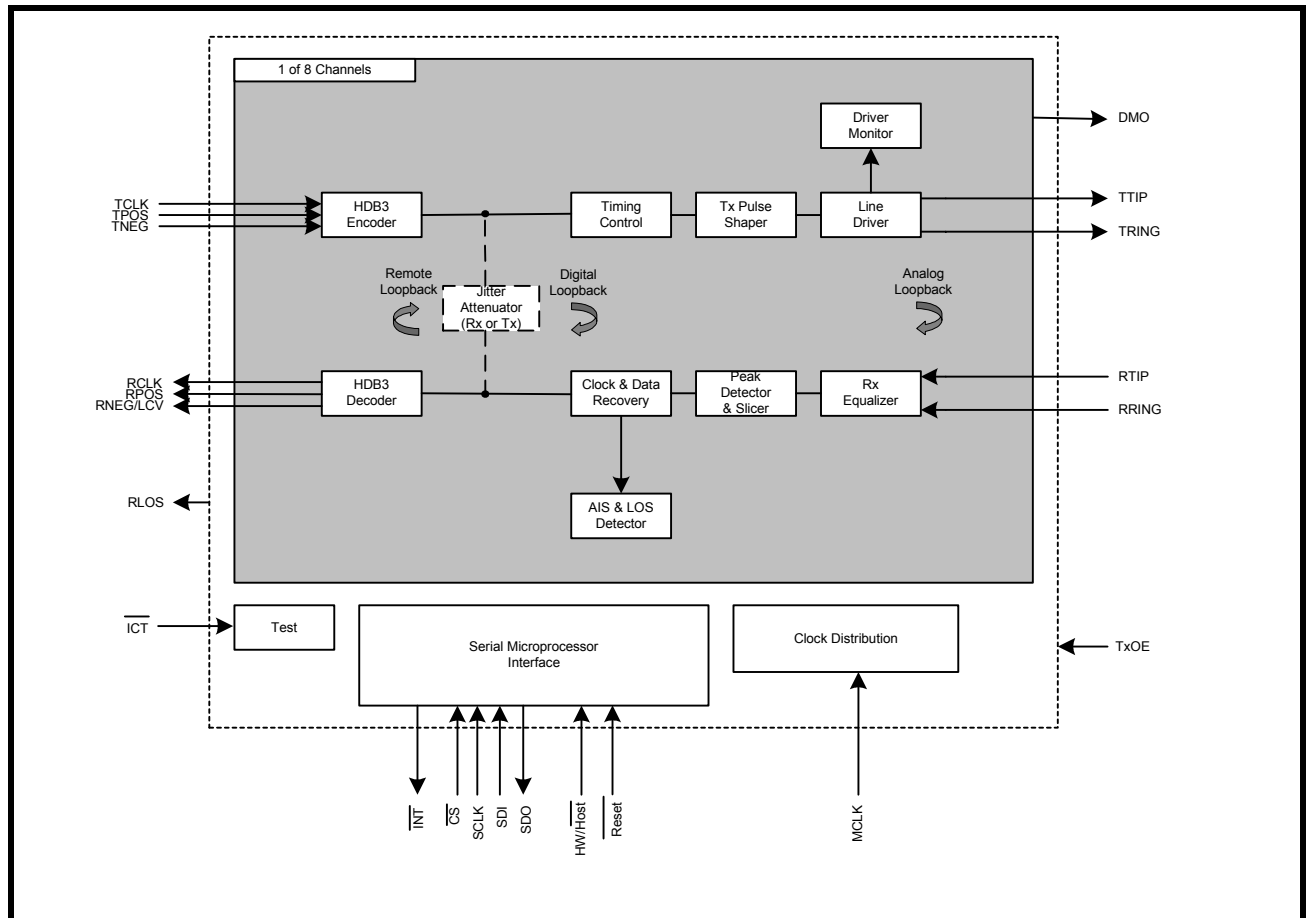 1 of 8 Channels
Driver
Monitor
DMO
TCLK
TPOS
TNEG
HDB3
Encoder
Timing
Control
Tx Pulse
Shaper
Line
Driver
TTIP
TRING
Remote
Loopback
Jitter
Attenuator
(Rx or Tx)
Digital
Loopback
Analog
Loopback
RCLK
RPOS
RNEG/LCV
HDB3
Decoder
Clock & Data
Recovery
Peak
Detector
& Slicer
Rx
Equalizer
RTIP
RRING
RLOS
AIS & LOS
Detector
ICT
Test
Serial Microprocessor
Interface
Clock Distribution
TxOE
INT
CS
SCLK
SDI
SDO
HW/Host
Reset
MCLK